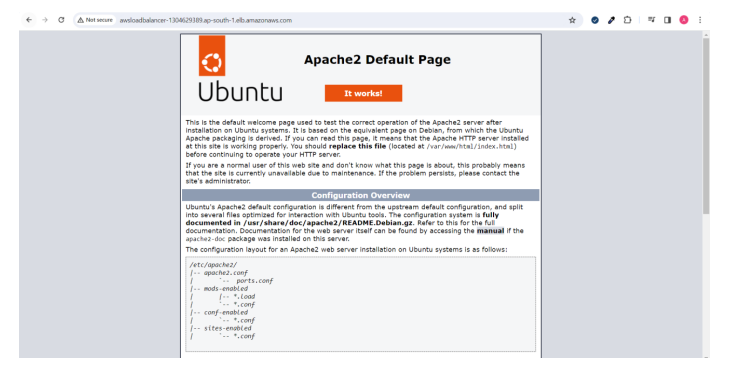 Not secure awsloadbalancer-1304629389.ap-south-1.elb.amazonaws.com
Apache2 Default Page
Ubuntu
It works!
This is the default welcome page used to test the correct operation of the Apache2 server after
installation on Ubuntu systems. It is based on the equivalent page on Debian, from which the Ubuntu
Apache packaging is derived. If you can read this page, it means that the Apache HTTP server installed
at this site is working properly. You should replace this file (located at /var/www/html/index.html)
before continuing to operate your HTTP server.
If you are a normal user of this web site and don't know what this page is about, this probably means
that the site is currently unavailable due to maintenance. If the problem persists, please contact the
site's administrator.
Configuration Overview
Ubuntu's Apache2 default configuration is different from the upstream default configuration, and split
into several files optimized for interaction with Ubuntu tools. The configuration system is fully
documented in /usr/share/doc/apache2/README.Debian.gz. Refer to this for the full
documentation. Documentation for the web server itself can be found by accessing the manual if the
apache2-doc package was installed on this server.
The configuration layout for an Apache2 web server installation on Ubuntu systems is as follows:
/etc/apache2/
|-- apache2.conf
|       `--  ports.conf
|-- mods-enabled
|       |-- *.load
|       `-- *.conf
|-- conf-enabled
|       `-- *.conf
|-- sites-enabled
|       `-- *.conf